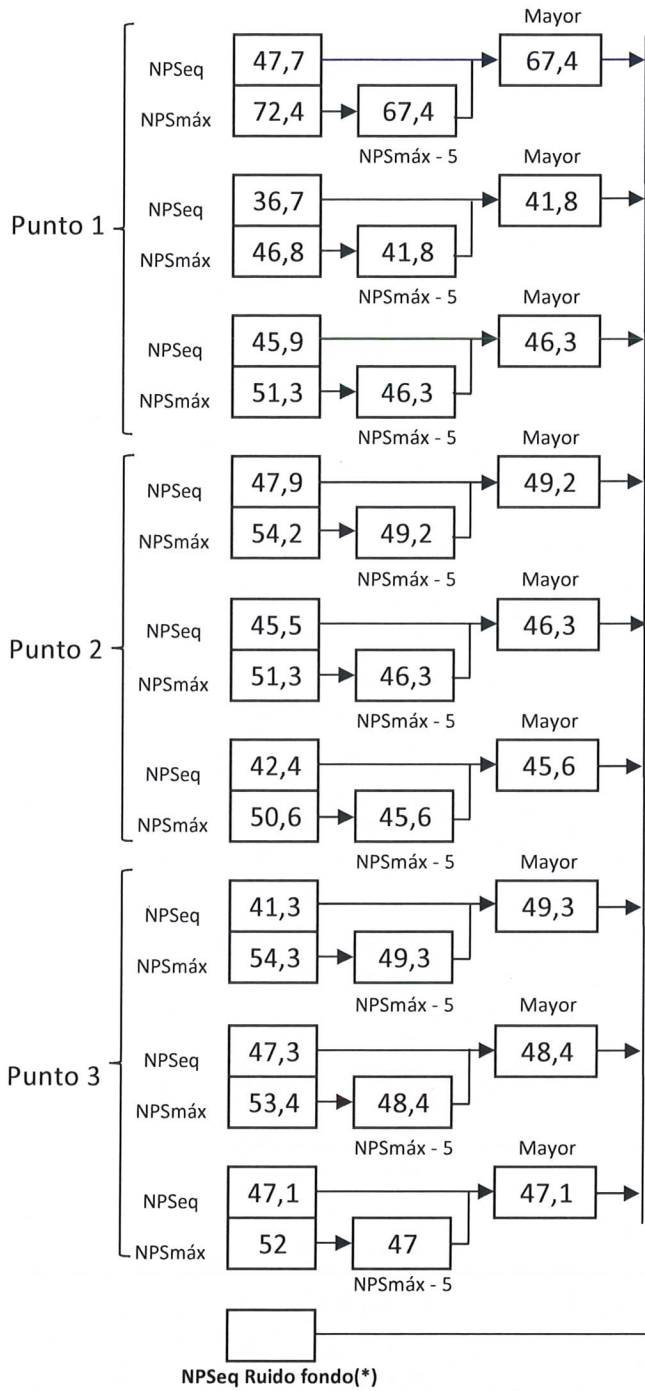 Mayor
NPSeq 47,7 67,4
NPSmáx 72,4 67,4
NPSmáx - 5 Mayor
NPSeq 36,7 41,8
Punto 1
NPSmáx 46,8 41,8
NPSmáx - 5 Mayor
NPSeq 45,9 46,3
NPSmáx 51,3 46,3
NPSmáx - 5 Mayor
NPSeq 47,9 49,2
NPSmáx 54,2 49,2
NPSmáx - 5 Mayor
NPSeq 45,5 46,3
Punto 2
NPSmáx 51,3 46,3
NPSmáx - 5 Mayor
NPSeq 42,4 45,6
NPSmáx 50,6 45,6
NPSmáx - 5 Mayor
NPSeq 41,3 49,3
NPSmáx 54,3 49,3
NPSmáx - 5 Mayor
NPSeq 47,3 48,4
Punto 3
NPSmáx 53,4 48,4
NPSmáx - 5 Mayor
NPSeq 47,1 47,1
NPSmáx 52 47
NPSmáx - 5
NPSeq Ruido fondo(*)